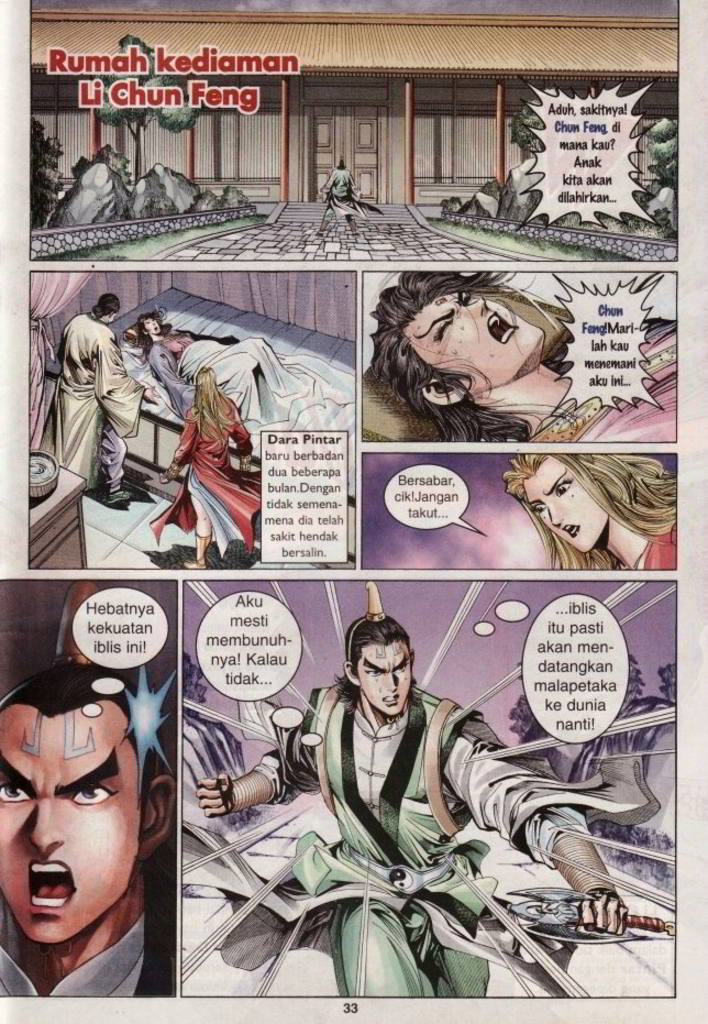 Rumah kediaman
Li Chun Feng
Aduh, sakitnya!
Chun Feng, di
mana kau?
Anak
kita akan
dilahirkan...
Dara Pintar
baru berbadan
dua beberapa
bulan.Dengan
tidak semena-
mena dia telah
sakit hendak
bersalin.
Chun
Feng!Mari-
lah kau
menemani
aku ini...
Bersabar,
cik!Jangan
takut...
Hebatnya
kekuatan
iblis ini!
Aku
mesti
membunuh-
nya! Kalau
tidak...
...iblis
itu pasti
akan men-
datangkan
malapetaka
ke dunia
nanti!
33